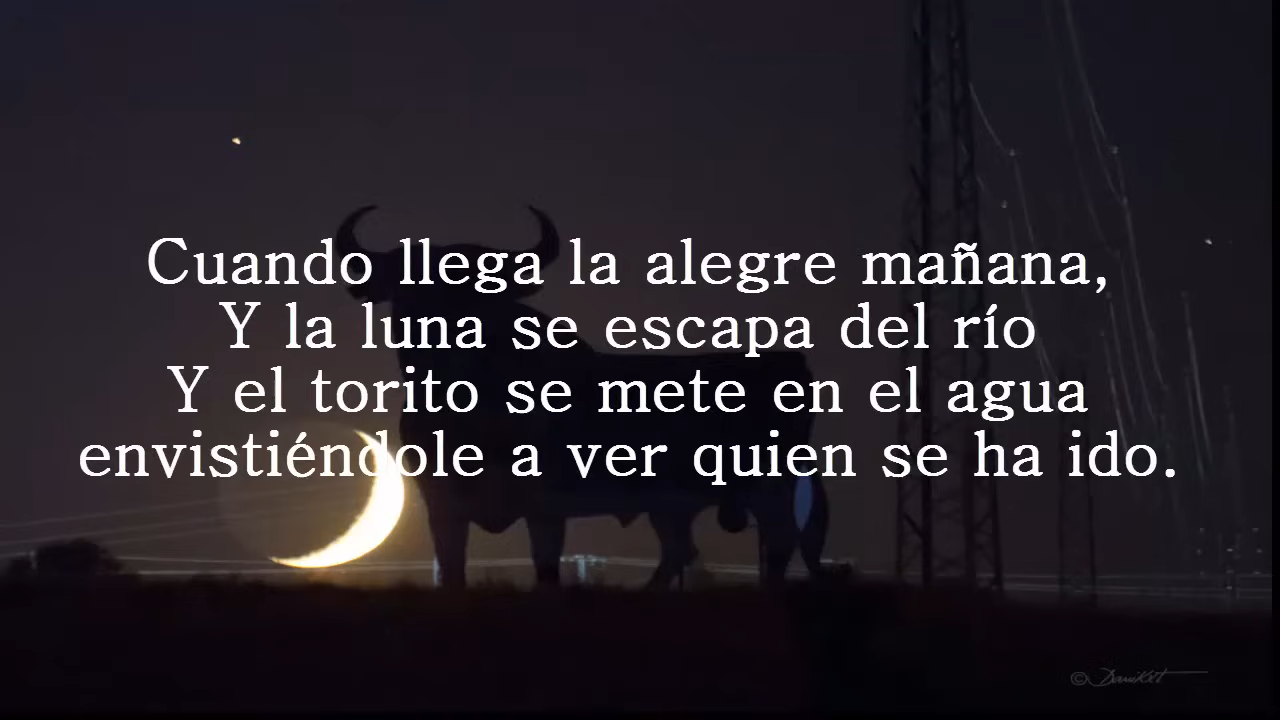 Cuando llega la alegre mañana,
Y la luna se escapa del río
Y el torito se mete en el agua
envistiéndole a ver quien se ha ido.